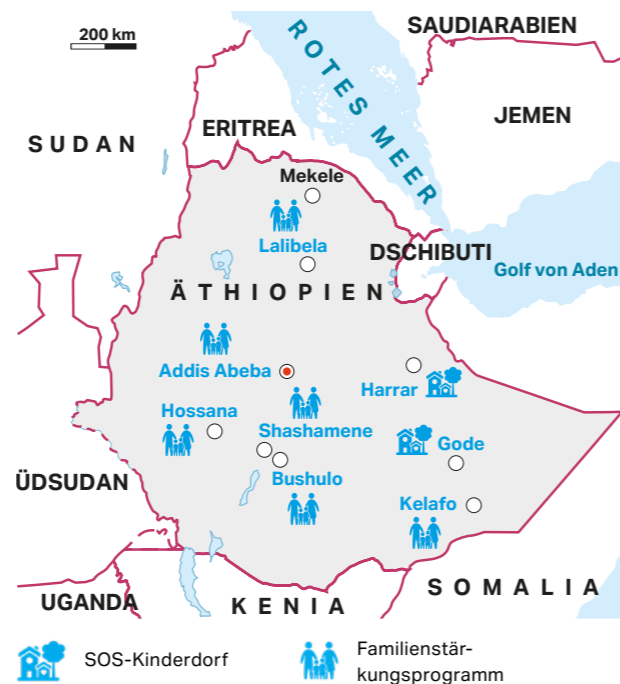 200 km
SAUDIARABIEN
ROTES MEER
JEMEN
ERITREA
SUDAN
Mekele
Lalibela
DSCHIBUTI
Golf von Aden
ÄTHIOPIEN
Addis Abeba
Harrar
Hossana
Shashamene
Gode
Bushulo
ÜDSUDAN
Kelafo
SOMALIA
UGANDA
KENIA
SOS-Kinderdorf
Familienstär-
kungsprogramm